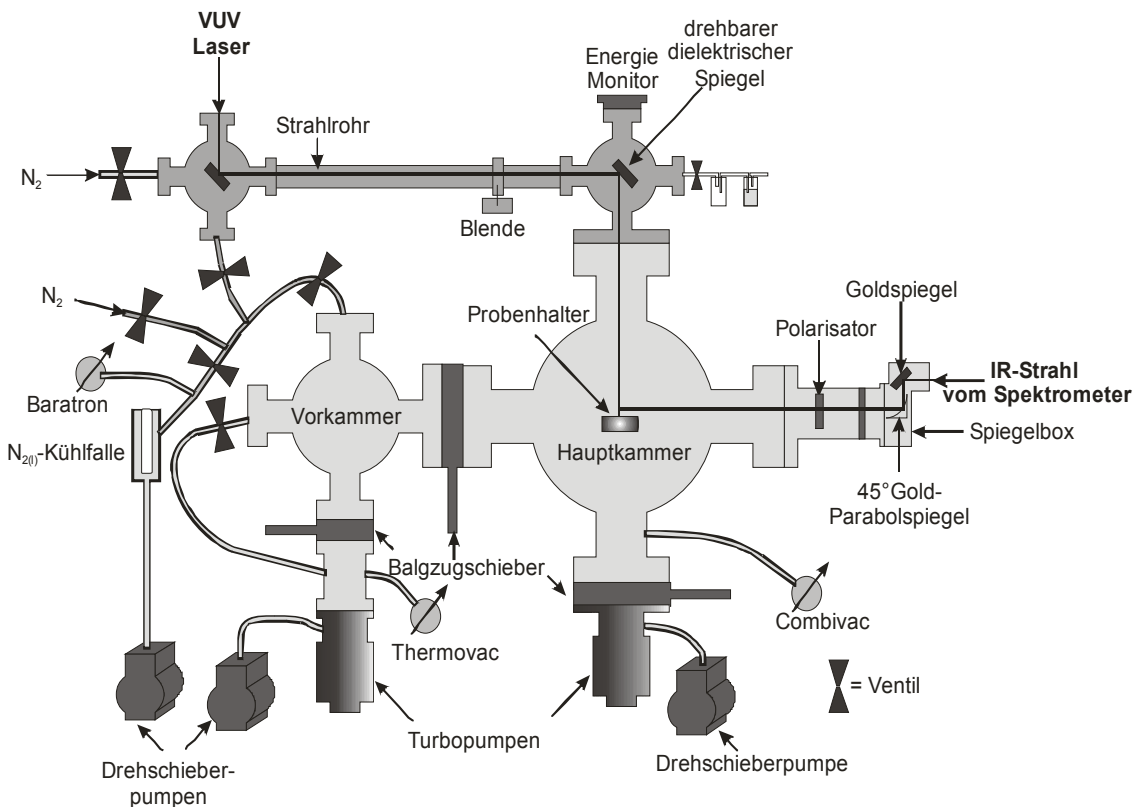 VUV
Laser
drehbarer
dielektrischer
Spiegel
Energie
Monitor
Strahlrohr
N₂
Blende
N₂
Goldspiegel
Probenhalter
Polarisator
IR-Strahl
vom Spektrometer
Baratron
Vorkammer
Spiegelbox
N₂₍ₗ₎-Kühlfalle
Hauptkammer
45°Gold-
Parabolspiegel
Balgzugschieber
Combivac
Thermovac
= Ventil
Turbopumpen
Drehschieberpumpe
Drehschieber-
pumpen